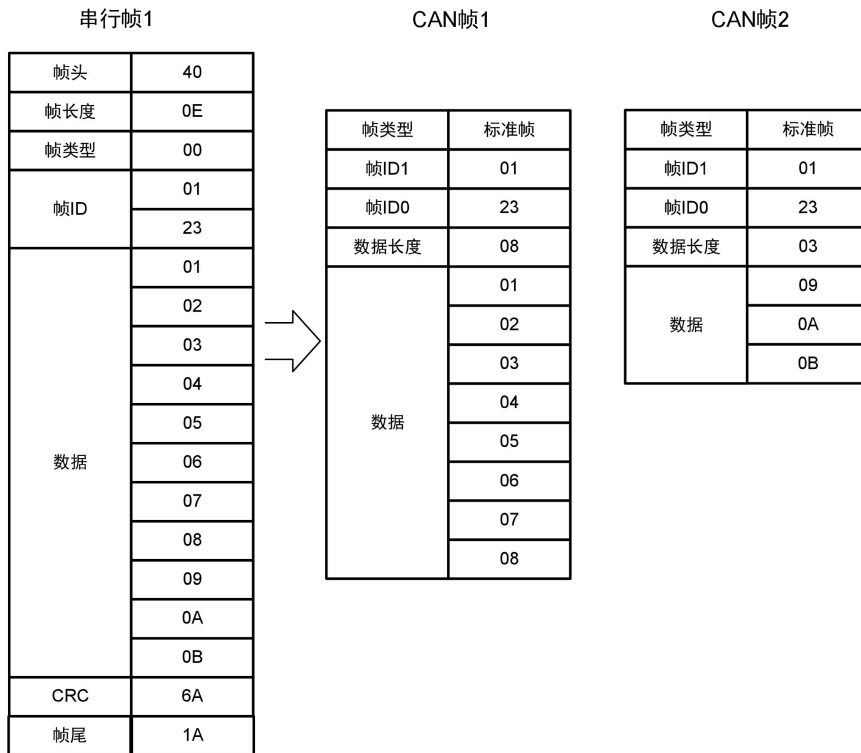 串行帧1
帧头 40
帧长度 0E
帧类型 00
帧ID
01
23
数据
01
02
03
04
05
06
07
08
09
0A
0B
CRC 6A
帧尾 1A
CAN帧1
帧类型 标准帧
帧ID1 01
帧ID0 23
数据长度 08
数据
01
02
03
04
05
06
07
08
CAN帧2
帧类型 标准帧
帧ID1 01
帧ID0 23
数据长度 03
数据
09
0A
0B